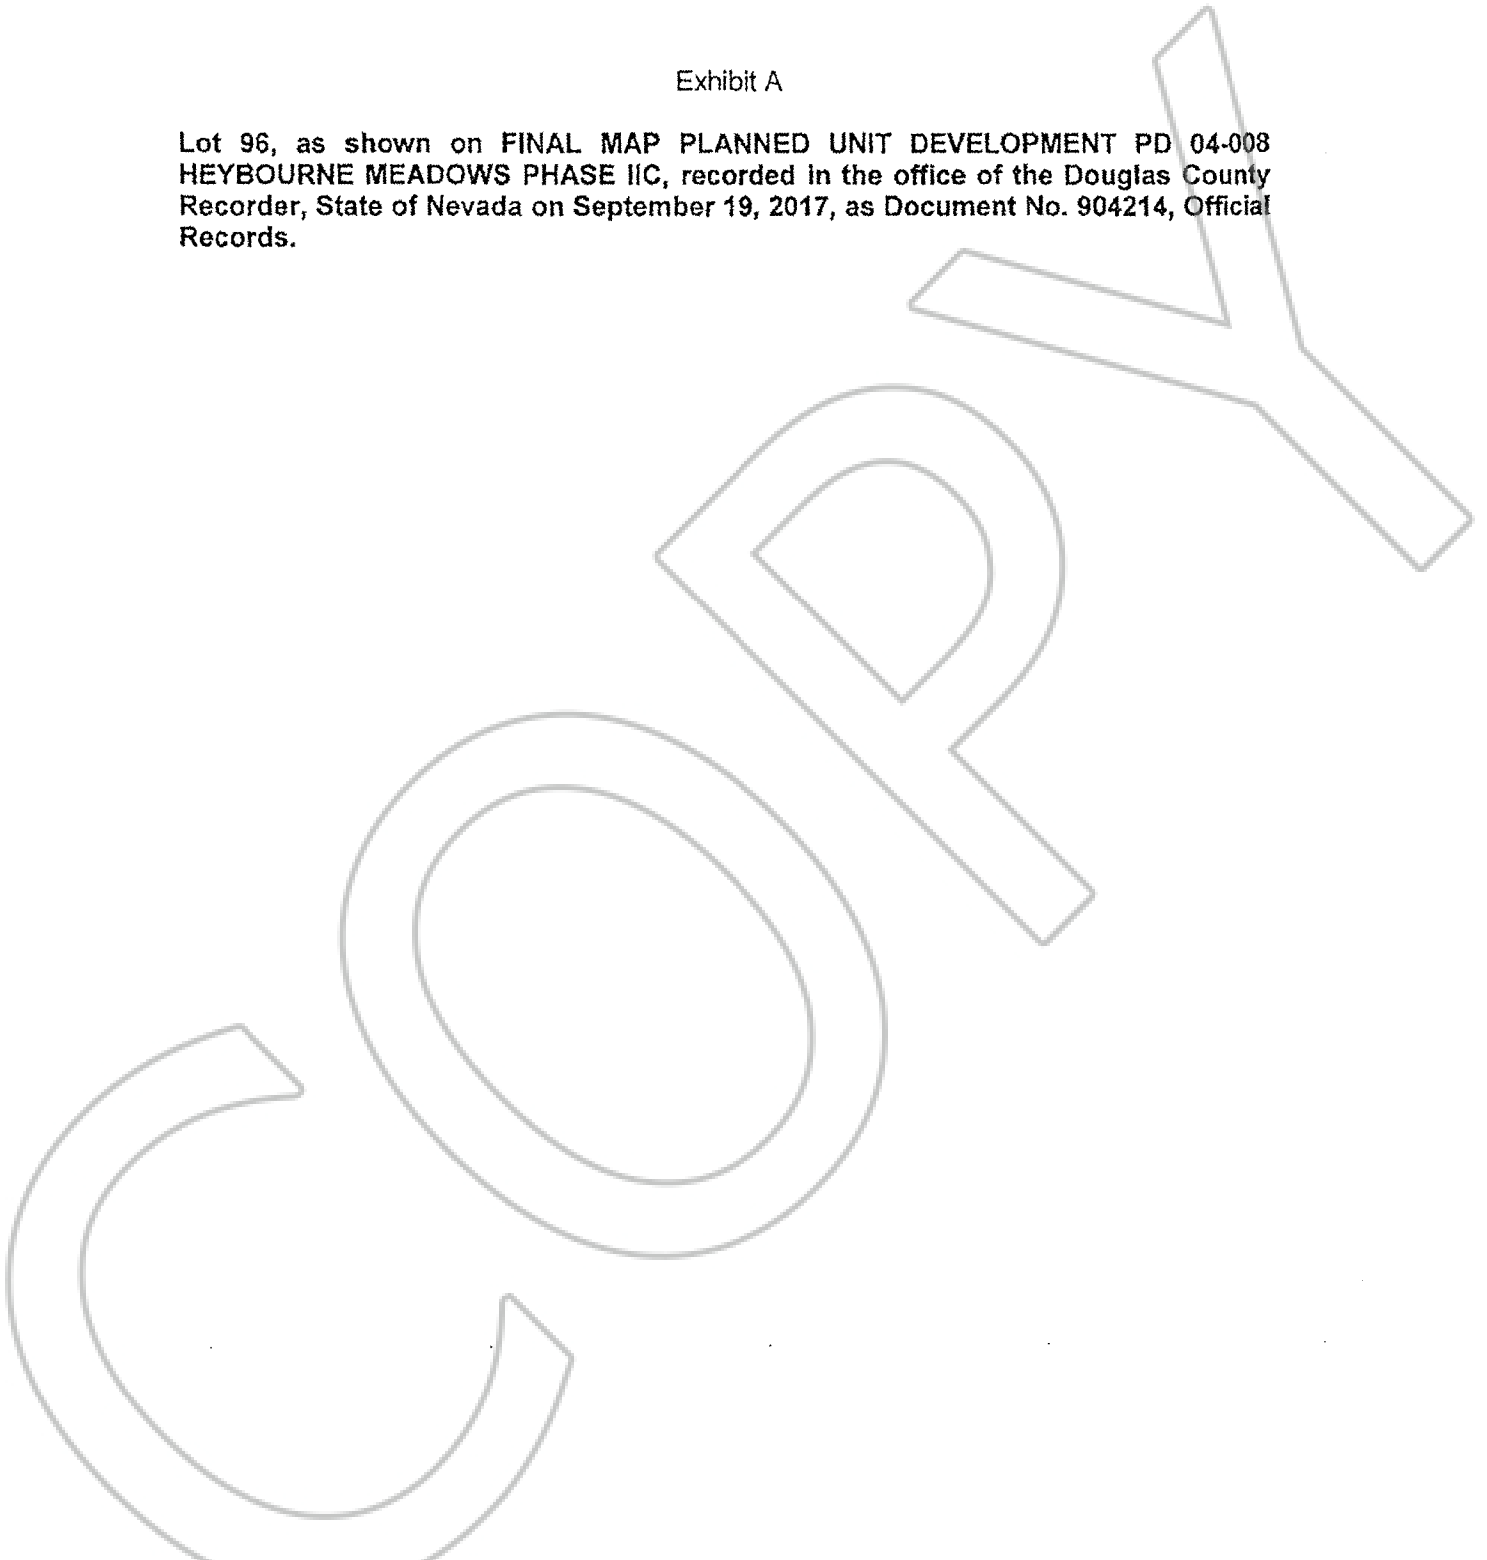 Exhibit A
Lot 96, as shown on FINAL MAP PLANNED UNIT DEVELOPMENT PD 04-008
HEYBOURNE MEADOWS PHASE IIC, recorded in the office of the Douglas County
Recorder, State of Nevada on September 19, 2017, as Document No. 904214, Official
Records.
COPY